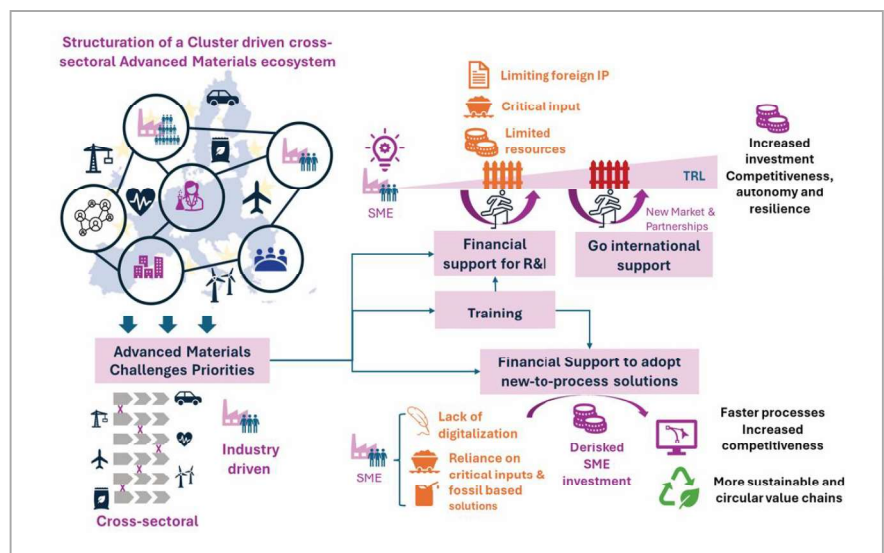 Structuration of a Cluster driven cross-
sectoral Advanced Materials ecosystem
Limiting foreign IP
Critical input
Limited
resources
SME
TRL
New Market &
Partnerships
Increased
investment
Competitiveness,
autonomy and
resilience
Financial
support for R&I
Go international
support
Training
Advanced Materials
Challenges Priorities
Financial Support to adopt
new-to-process solutions
Industry
driven
Cross-sectoral
SME
Lack of
digitalization
Reliance on
critical inputs &
fossil based
solutions
Derisked
SME
investment
Faster processes
Increased
competitiveness
More sustainable and
circular value chains